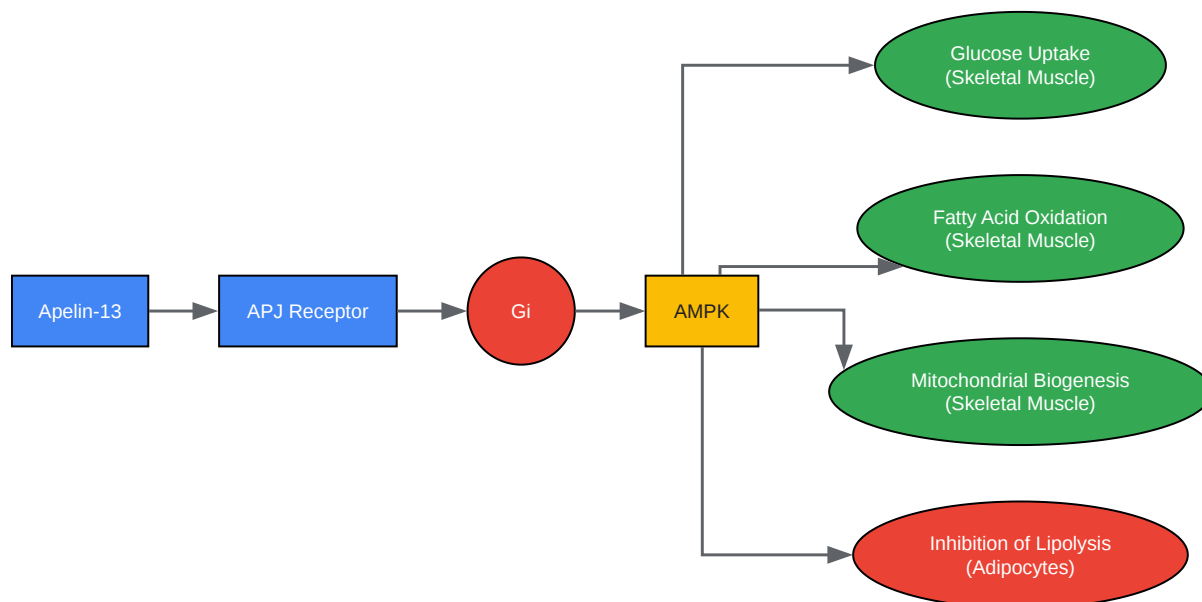 Glucose Uptake
(Skeletal Muscle)
Fatty Acid Oxidation
(Skeletal Muscle)
Apelin-13
APJ Receptor
Gi
AMPK
Mitochondrial Biogenesis
(Skeletal Muscle)
Inhibition of Lipolysis
(Adipocytes)